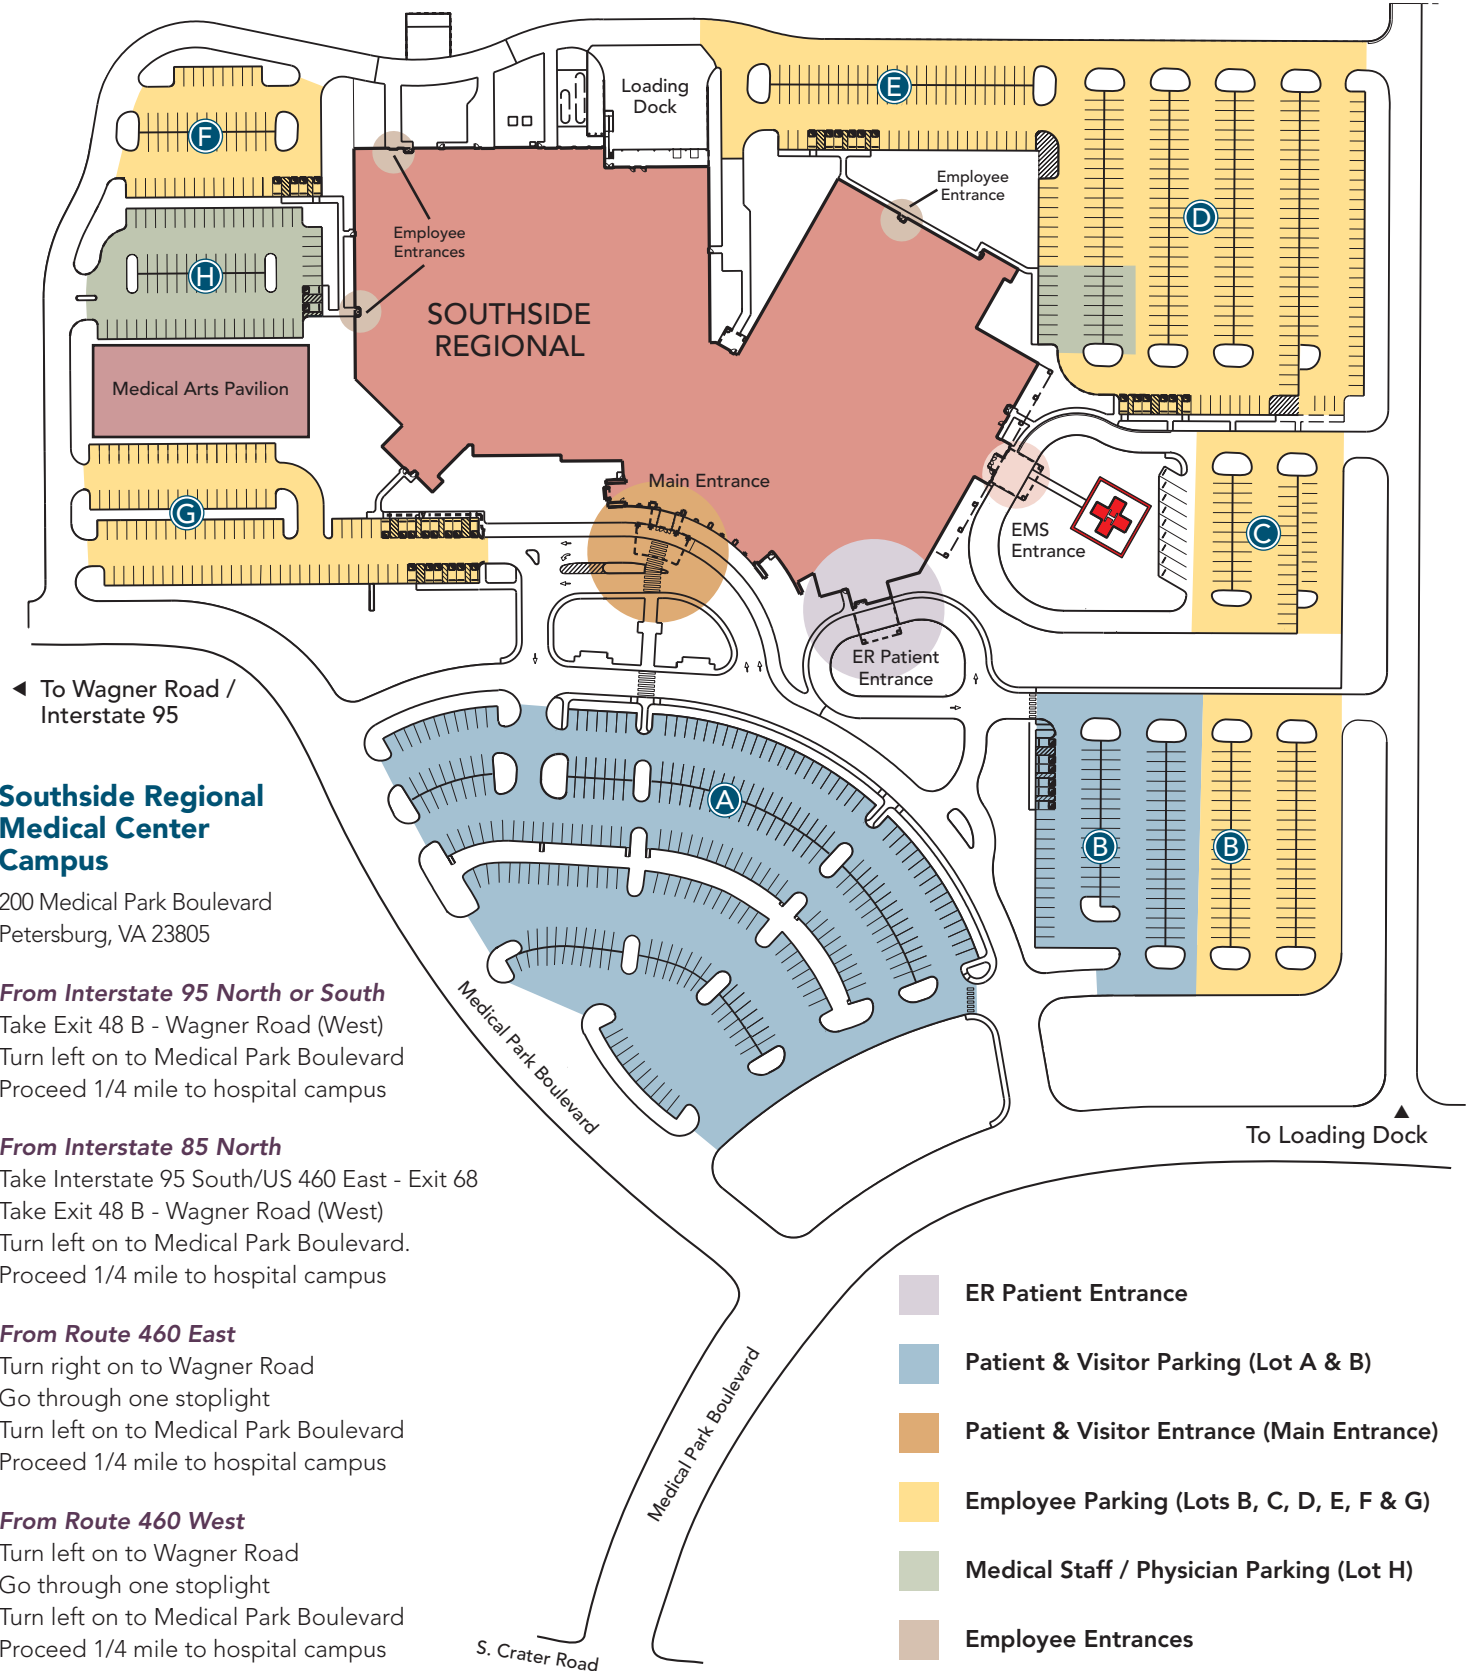 Loading
Dock
E
F
Employee
Entrance
D
Employee
Entrances
H
SOUTHSIDE
REGIONAL
Medical Arts Pavilion
Main Entrance
G
EMS
Entrance
C
ER Patient
Entrance
To Wagner Road /
Interstate 95
A
B
B
Southside Regional
Medical Center
Campus
200 Medical Park Boulevard
Petersburg, VA 23805
From Interstate 95 North or South
Take Exit 48 B - Wagner Road (West)
Turn left on to Medical Park Boulevard
Proceed 1/4 mile to hospital campus
Medical Park Boulevard
To Loading Dock
From Interstate 85 North
Take Interstate 95 South/US 460 East - Exit 68
Take Exit 48 B - Wagner Road (West)
Turn left on to Medical Park Boulevard.
Proceed 1/4 mile to hospital campus
From Route 460 East
Turn right on to Wagner Road
Go through one stoplight
Turn left on to Medical Park Boulevard
Proceed 1/4 mile to hospital campus
From Route 460 West
Turn left on to Wagner Road
Go through one stoplight
Turn left on to Medical Park Boulevard
Proceed 1/4 mile to hospital campus
Medical Park Boulevard
S. Crater Road
ER Patient Entrance
Patient & Visitor Parking (Lot A & B)
Patient & Visitor Entrance (Main Entrance)
Employee Parking (Lots B, C, D, E, F & G)
Medical Staff / Physician Parking (Lot H)
Employee Entrances